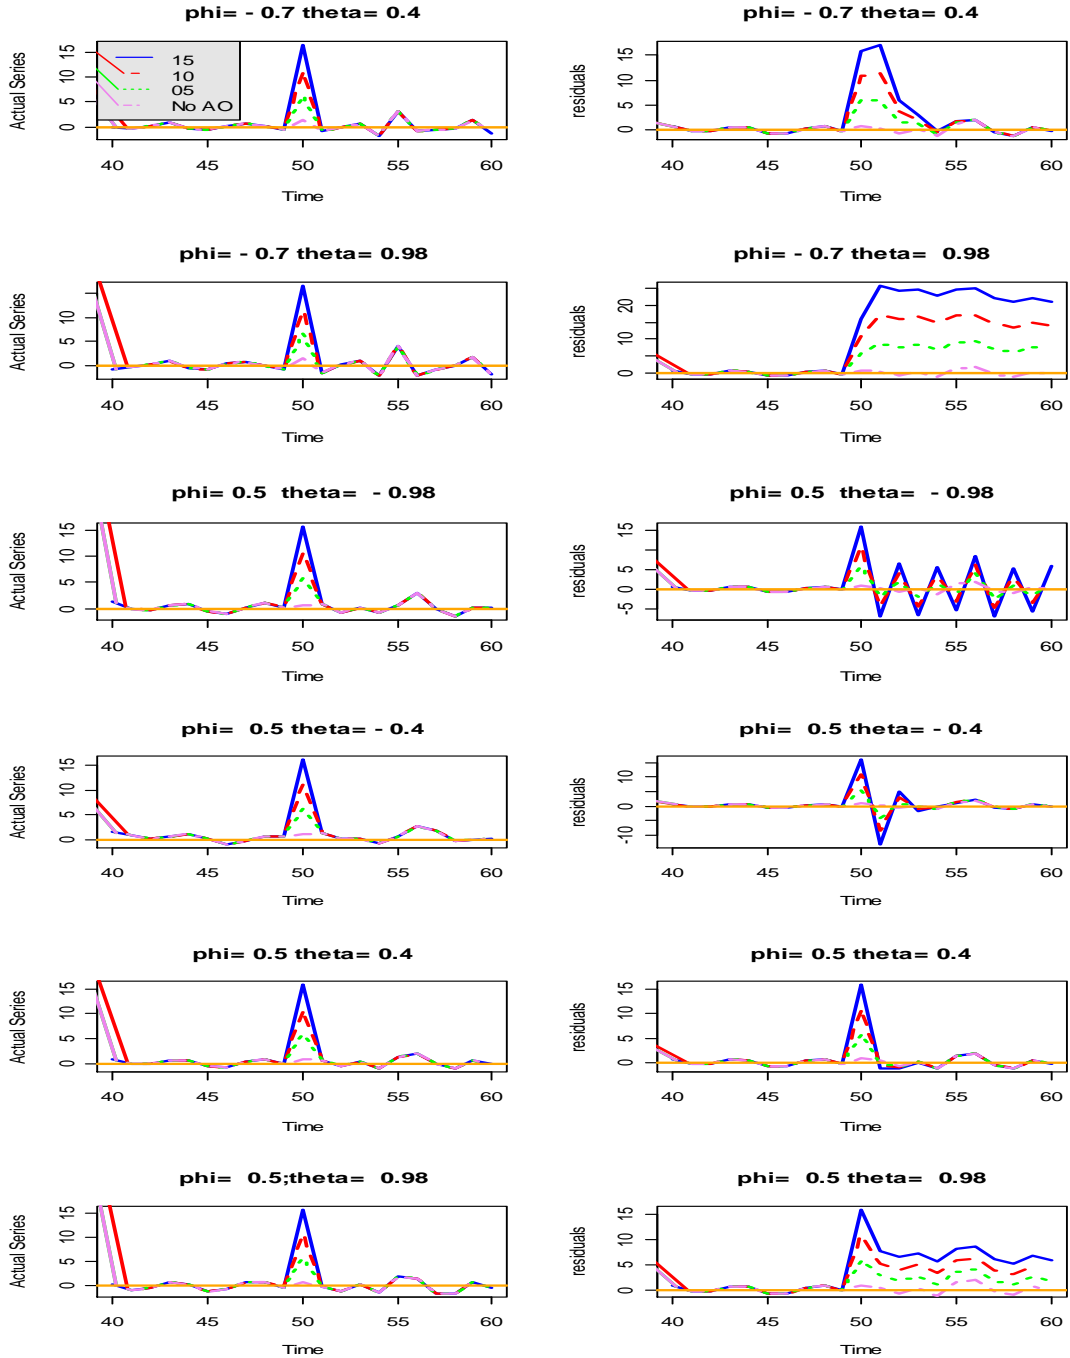 phi= - 0.7 theta= 0.4
Actual Series
15
10
5
0
15
10
05
No AO
40 45 50 55 60
Time
phi= - 0.7 theta= 0.4
residuals
15
10
5
0
40 45 50 55 60
Time
phi= - 0.7 theta= 0.98
Actual Series
10
5
0
40 45 50 55 60
Time
phi= - 0.7 theta= 0.98
residuals
20
10
0
40 45 50 55 60
Time
phi= 0.5 theta= - 0.98
Actual Series
15
10
5
0
40 45 50 55 60
Time
phi= 0.5 theta= - 0.98
residuals
15
5
0
-5
40 45 50 55 60
Time
phi= 0.5 theta= - 0.4
Actual Series
15
10
5
0
40 45 50 55 60
Time
phi= 0.5 theta= - 0.4
residuals
10
0
-10
40 45 50 55 60
Time
phi= 0.5 theta= 0.4
Actual Series
15
10
5
0
40 45 50 55 60
Time
phi= 0.5 theta= 0.4
residuals
15
10
5
0
40 45 50 55 60
Time
phi= 0.5;theta= 0.98
Actual Series
15
10
5
0
40 45 50 55 60
Time
phi= 0.5 theta= 0.98
residuals
15
10
5
0
40 45 50 55 60
Time